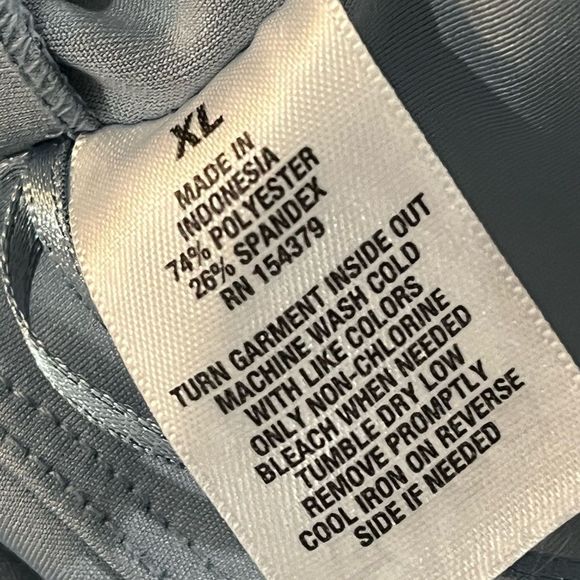 XL
MADE IN
INDONESIA
74% POLYESTER
26% SPANDEX
RN 154379
TURN GARMENT INSIDE OUT
MACHINE WASH COLD
WITH LIKE COLORS
ONLY NON-CHLORINE
BLEACH WHEN NEEDED
TUMBLE DRY LOW
REMOVE PROMPTLY
COOL IRON ON REVERSE
SIDE IF NEEDED